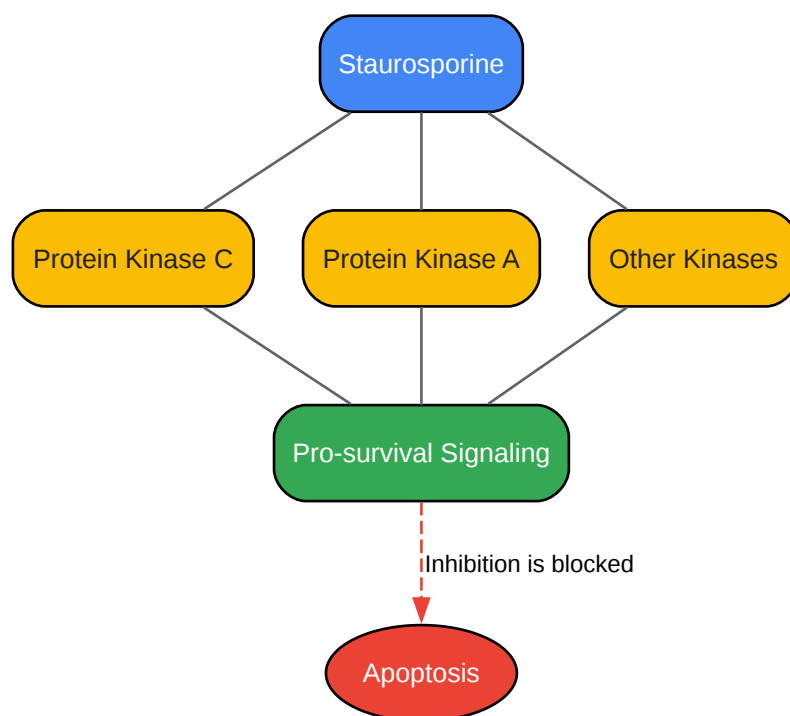 Staurosporine
Protein Kinase C
Protein Kinase A
Other Kinases
Pro-survival Signaling
Inhibition is blocked
Apoptosis